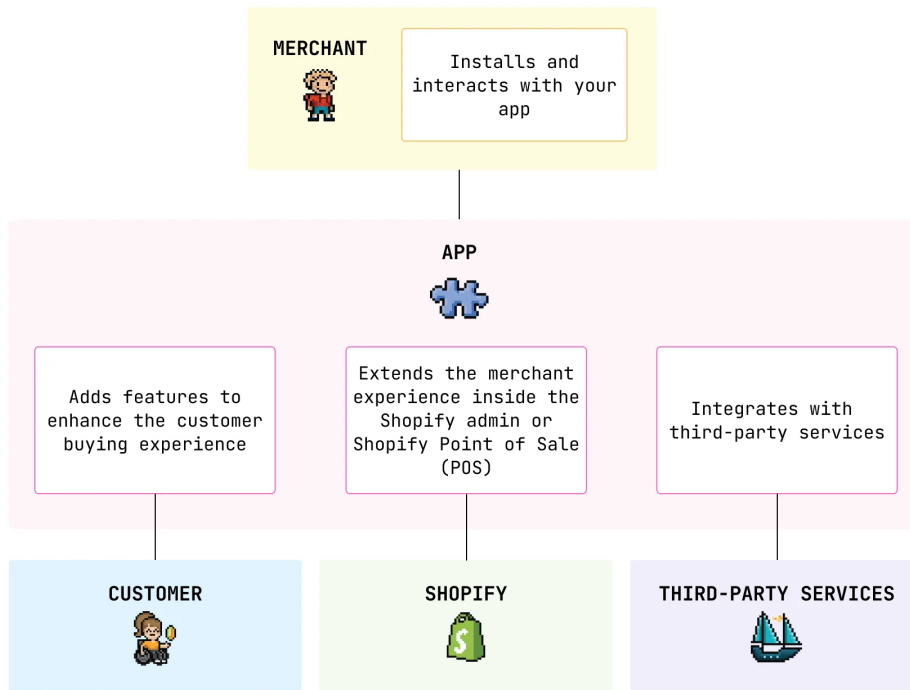 MERCHANT
Installs and
interacts with your
app
APP
Adds features to
enhance the customer
buying experience
Extends the merchant
experience inside the
Shopify admin or
Shopify Point of Sale
(POS)
Integrates with
third-party services
CUSTOMER
SHOPIFY
THIRD-PARTY SERVICES